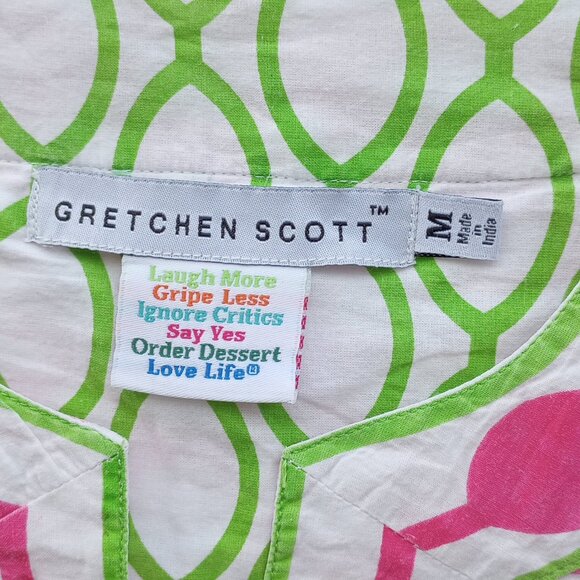 GRETCHEN SCOTT™
M
Made
in
India
Laugh More
Gripe Less
Ignore Critics
Say Yes
Order Dessert
Love Life®